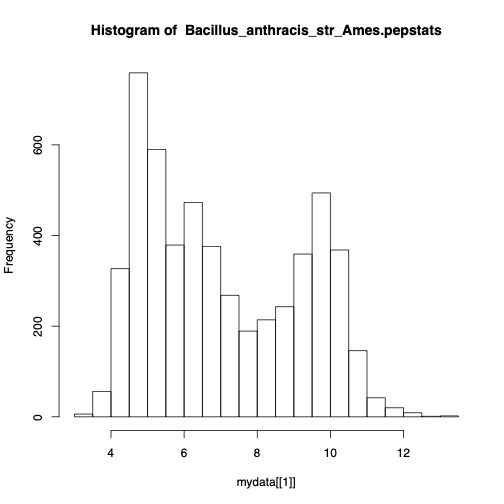 Histogram of  Bacillus_anthracis_str_Ames.pepstats
Frequency
600
400
200
0
4 6 8 10 12
mydata[[1]]